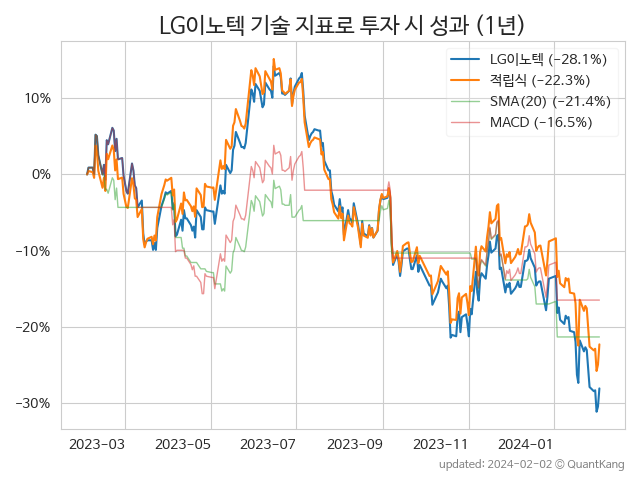 LG이노텍 기술 지표로 투자 시 성과 (1년)
LG이노텍 (−28.1%)
적립식 (−22.3%)
SMA(20) (−21.4%)
MACD (−16.5%)
10%
0%
−10%
−20%
−30%
2023−03 2023−05 2023−07 2023−09 2023−11 2024−01
updated: 2024−02−02 © QuantKang